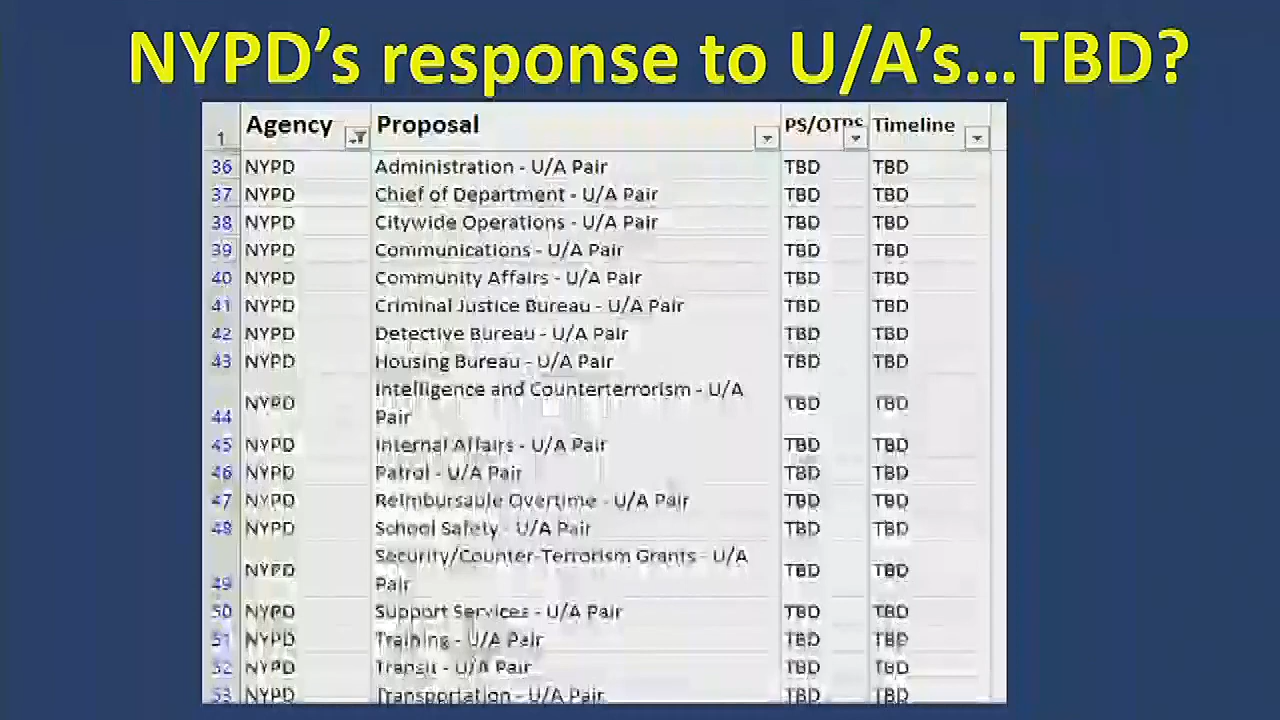 NYPD's response to U/A's...TBD?
1 Agency Proposal PS/OTPS Timeline
36 NYPD Administration - U/A Pair TBD TBD
37 NYPD Chief of Department - U/A Pair TBD TBD
38 NYPD Citywide Operations - U/A Pair TBD TBD
39 NYPD Communications - U/A Pair TBD TBD
40 NYPD Community Affairs - U/A Pair TBD TBD
41 NYPD Criminal Justice Bureau - U/A Pair TBD TBD
42 NYPD Detective Bureau - U/A Pair TBD TBD
43 NYPD Housing Bureau - U/A Pair TBD TBD
Intelligence and Counterterrorism - U/A
44 NYPD Pair TBD TBD
45 NYPD Internal Affairs - U/A Pair TBD TBD
46 NYPD Patrol - U/A Pair TBD TBD
47 NYPD Reimbursable Overtime - U/A Pair TBD TBD
48 NYPD School Safety - U/A Pair TBD TBD
Security/Counter-Terrorism Grants - U/A
49 NYPD Pair TBD TBD
50 NYPD Support Services - U/A Pair TBD TBD
51 NYPD Training - U/A Pair TBD TBD
52 NYPD Transit - U/A Pair TBD TBD
53 NYPD Transportation - U/A Pair TBD TBD